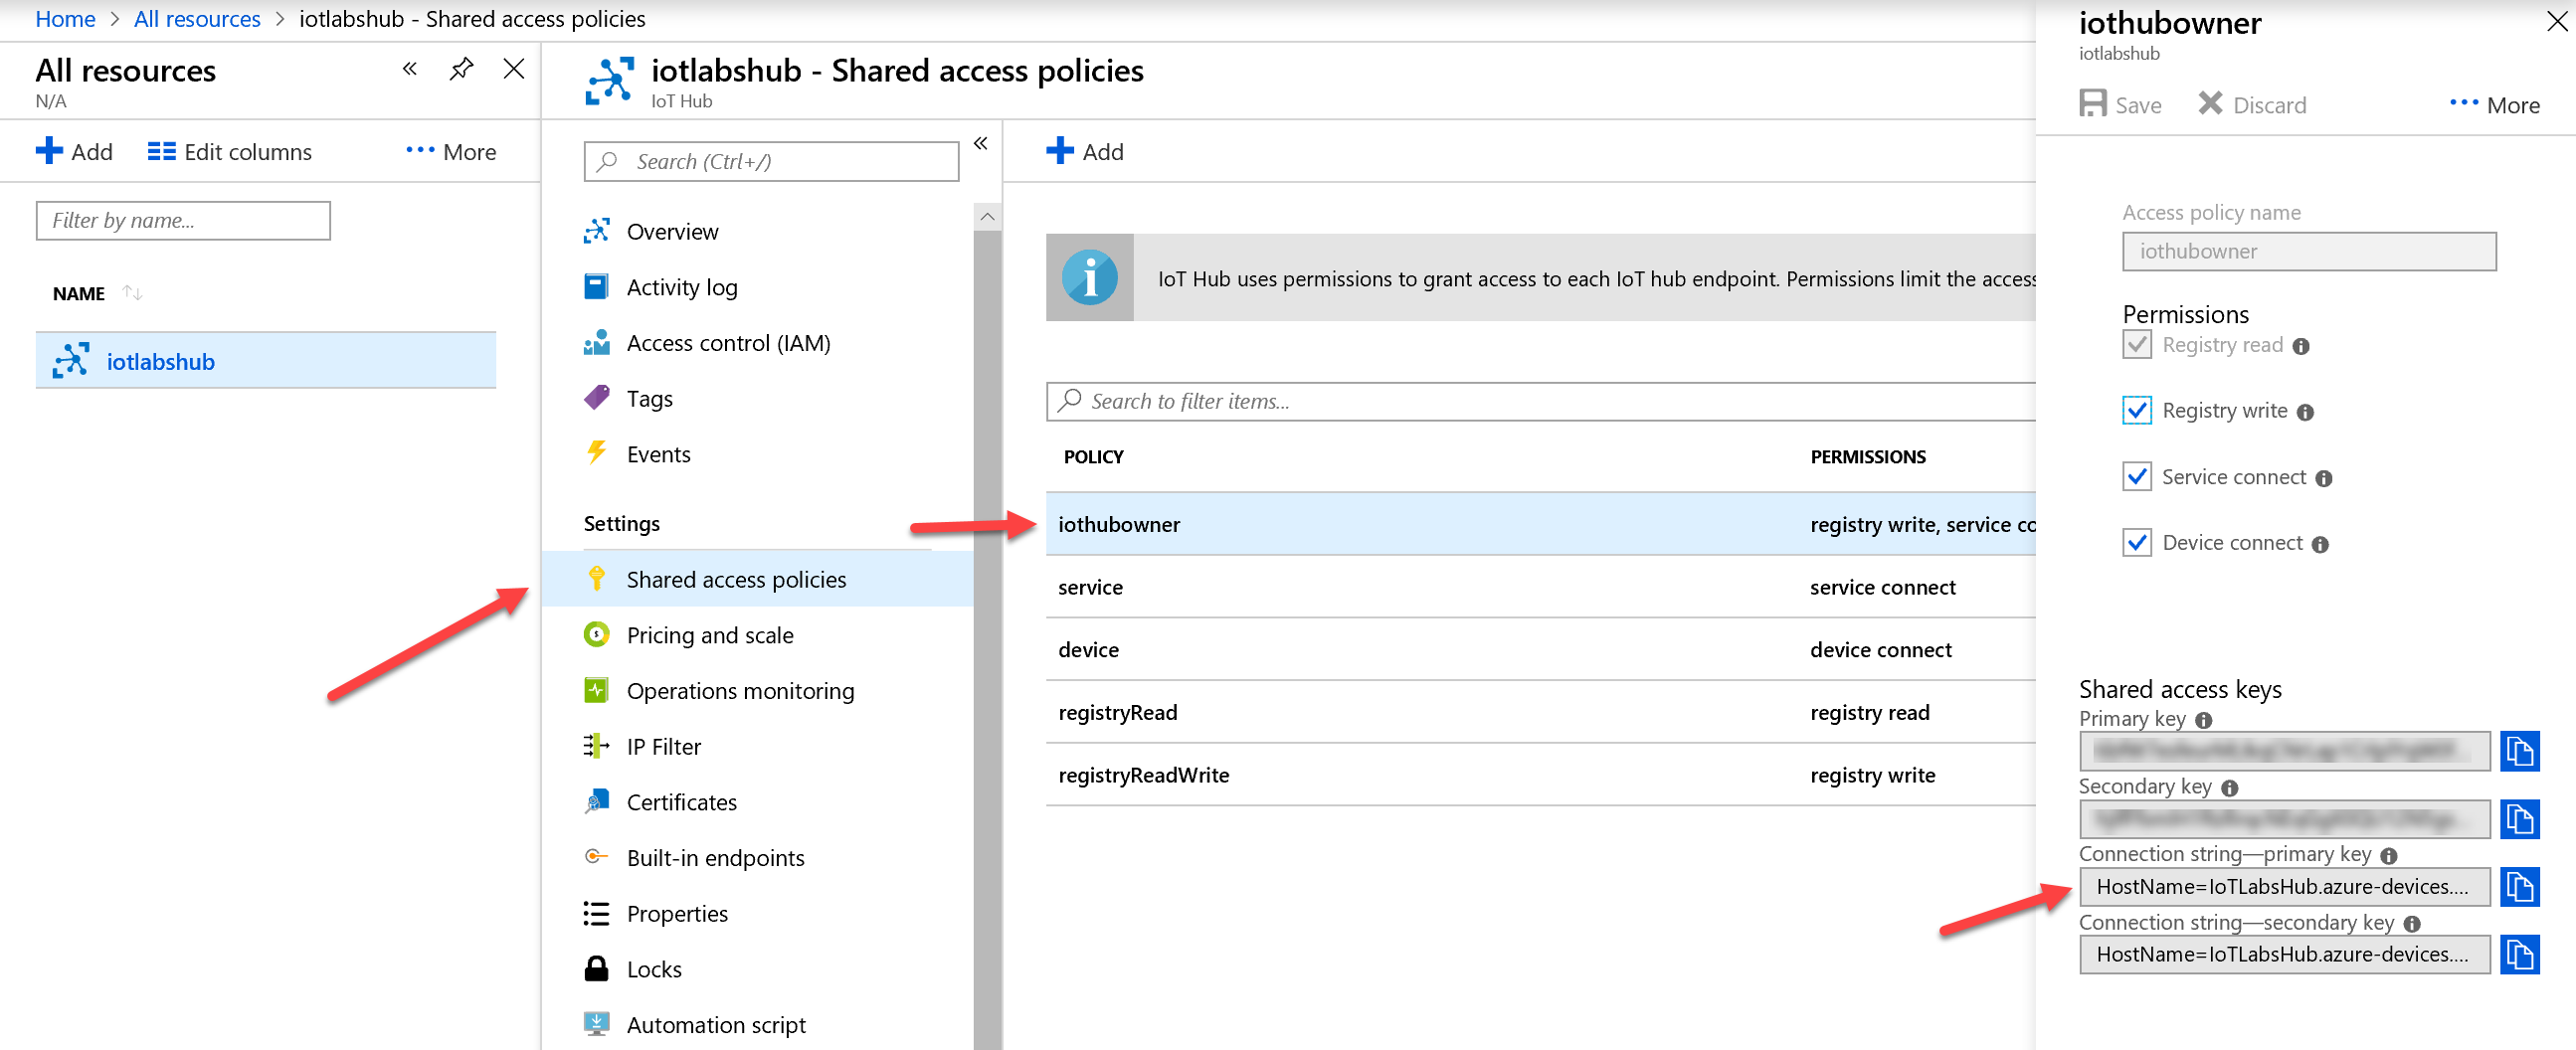 Home > All resources > iotlabshub - Shared access policies
All resources
N/A
Add
Edit columns
More
Filter by name...
NAME
iotlabshub
iotlabshub - Shared access policies
IoT Hub
Search (Ctrl+/)
Overview
Activity log
Access control (IAM)
Tags
Events
Settings
Shared access policies
Pricing and scale
Operations monitoring
IP Filter
Certificates
Built-in endpoints
Properties
Locks
Automation script
Add
IoT Hub uses permissions to grant access to each IoT hub endpoint. Permissions limit the access
Search to filter items...
POLICY PERMISSIONS
iothubowner registry write, service co
service service connect
device device connect
registryRead registry read
registryReadWrite registry write
iothubowner
iotlabshub
Save
Discard
More
Access policy name
iothubowner
Permissions
Registry read
Registry write
Service connect
Device connect
Shared access keys
Primary key
Secondary key
Connection string—primary key
HostName=IoTLabsHub.azure-devices....
Connection string—secondary key
HostName=IoTLabsHub.azure-devices....